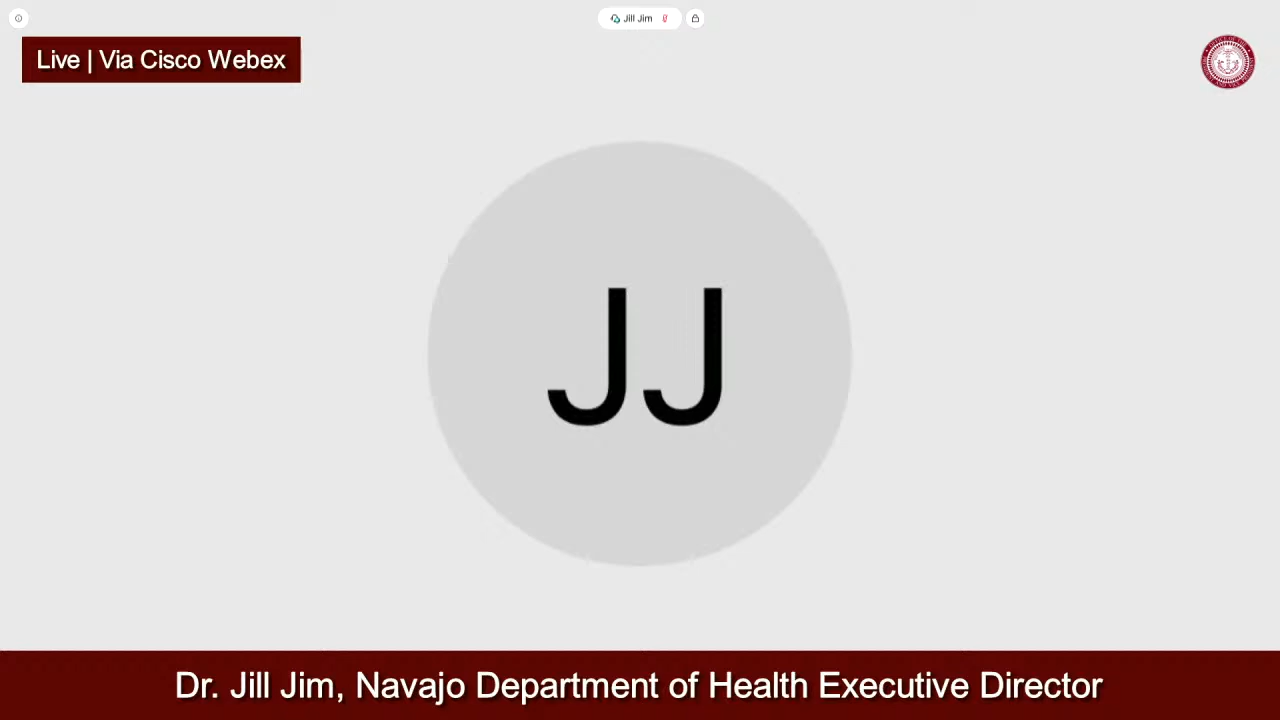 Jill Jim
Live | Via Cisco Webex
JJ
Dr. Jill Jim, Navajo Department of Health Executive Director